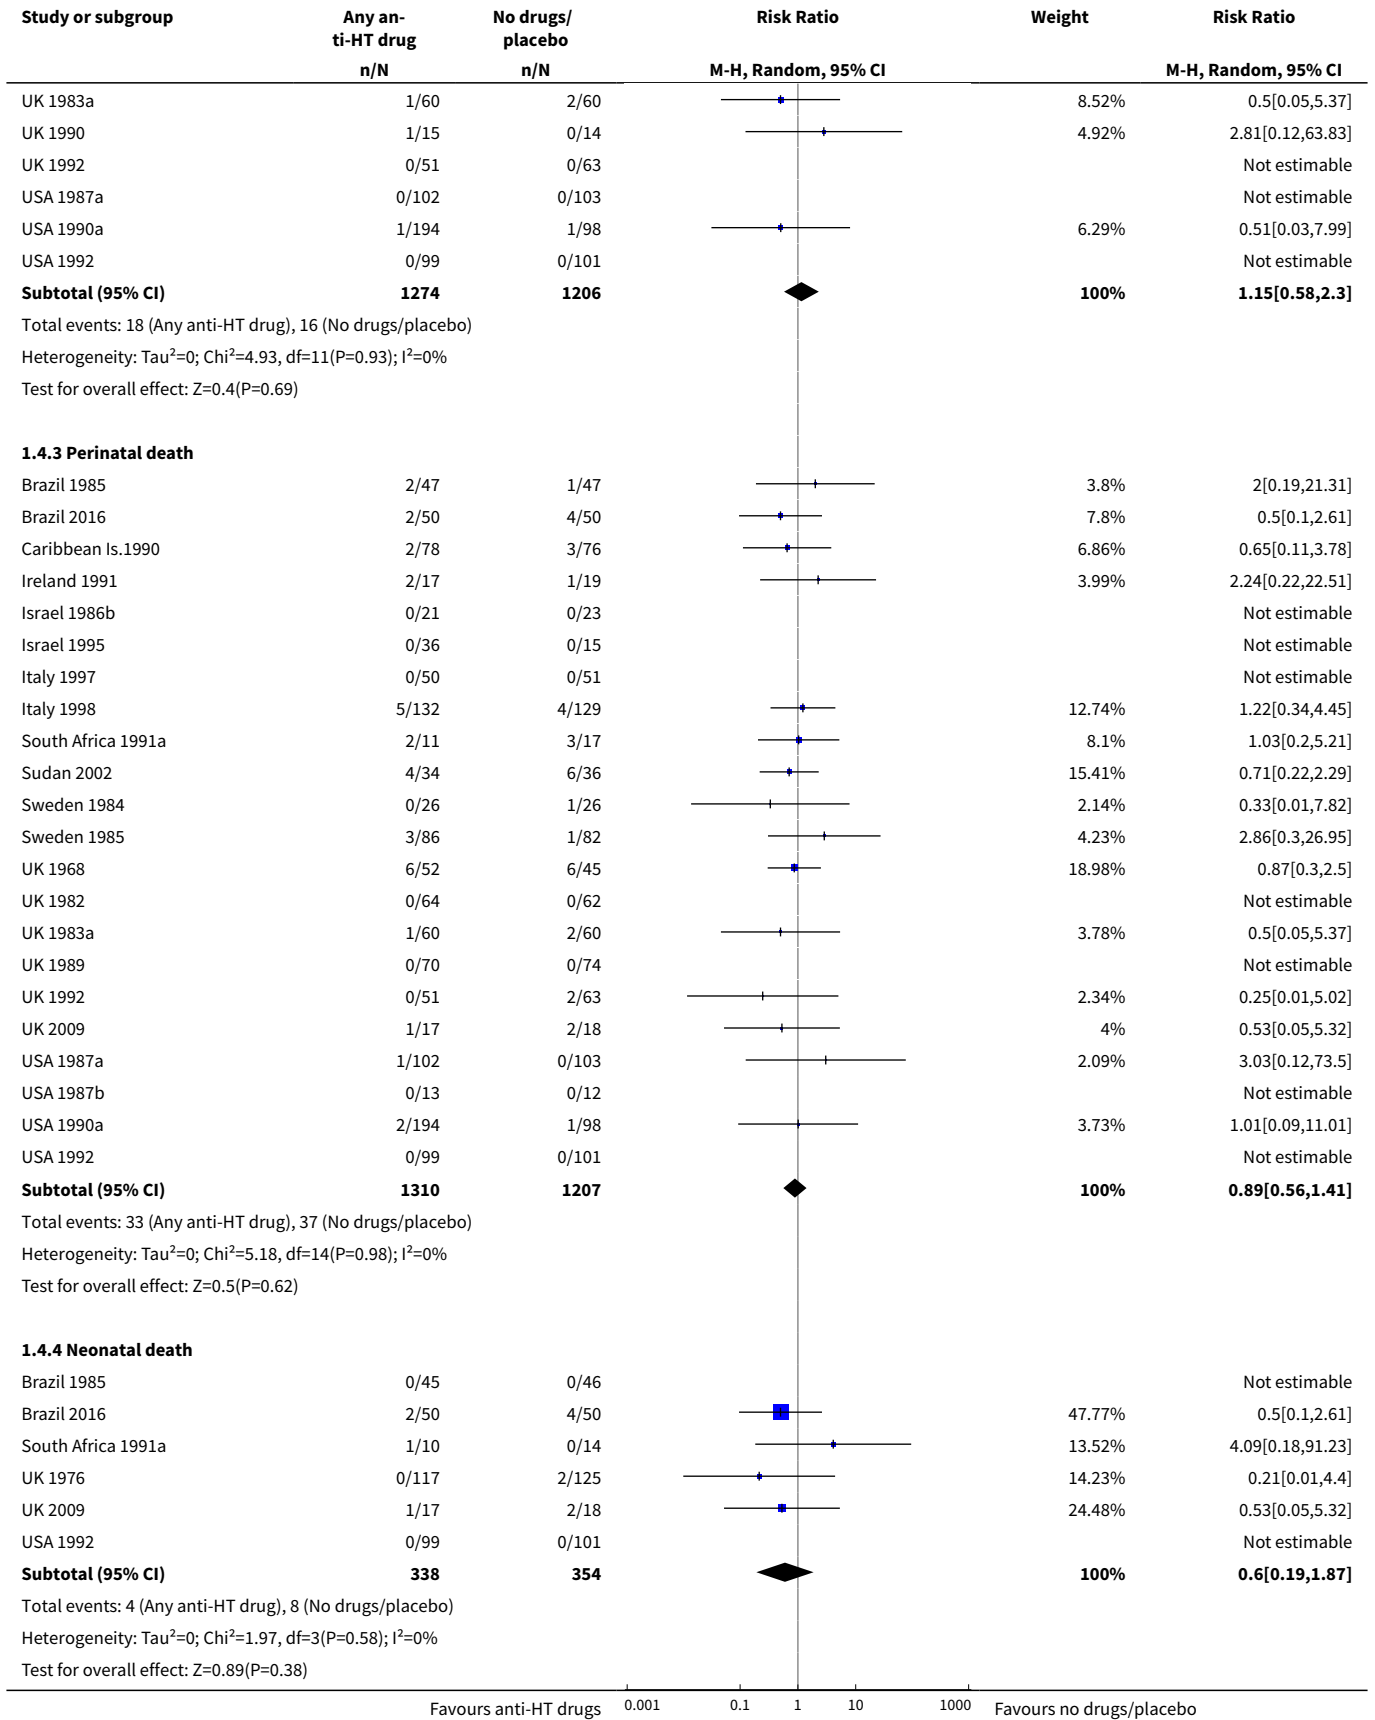 Study or subgroup Any an- No drugs/ Risk Ratio Weight Risk Ratio
ti-HT drug placebo
n/N n/N M-H, Random, 95% CI M-H, Random, 95% CI
UK 1983a 1/60 2/60 8.52% 0.5[0.05,5.37]
UK 1990 1/15 0/14 4.92% 2.81[0.12,63.83]
UK 1992 0/51 0/63 Not estimable
USA 1987a 0/102 0/103 Not estimable
USA 1990a 1/194 1/98 6.29% 0.51[0.03,7.99]
USA 1992 0/99 0/101 Not estimable
Subtotal (95% CI) 1274 1206 100% 1.15[0.58,2.3]
Total events: 18 (Any anti-HT drug), 16 (No drugs/placebo)
Heterogeneity: Tau²=0; Chi²=4.93, df=11(P=0.93); I²=0%
Test for overall effect: Z=0.4(P=0.69)
1.4.3 Perinatal death
Brazil 1985 2/47 1/47 3.8% 2[0.19,21.31]
Brazil 2016 2/50 4/50 7.8% 0.5[0.1,2.61]
Caribbean Is.1990 2/78 3/76 6.86% 0.65[0.11,3.78]
Ireland 1991 2/17 1/19 3.99% 2.24[0.22,22.51]
Israel 1986b 0/21 0/23 Not estimable
Israel 1995 0/36 0/15 Not estimable
Italy 1997 0/50 0/51 Not estimable
Italy 1998 5/132 4/129 12.74% 1.22[0.34,4.45]
South Africa 1991a 2/11 3/17 8.1% 1.03[0.2,5.21]
Sudan 2002 4/34 6/36 15.41% 0.71[0.22,2.29]
Sweden 1984 0/26 1/26 2.14% 0.33[0.01,7.82]
Sweden 1985 3/86 1/82 4.23% 2.86[0.3,26.95]
UK 1968 6/52 6/45 18.98% 0.87[0.3,2.5]
UK 1982 0/64 0/62 Not estimable
UK 1983a 1/60 2/60 3.78% 0.5[0.05,5.37]
UK 1989 0/70 0/74 Not estimable
UK 1992 0/51 2/63 2.34% 0.25[0.01,5.02]
UK 2009 1/17 2/18 4% 0.53[0.05,5.32]
USA 1987a 1/102 0/103 2.09% 3.03[0.12,73.5]
USA 1987b 0/13 0/12 Not estimable
USA 1990a 2/194 1/98 3.73% 1.01[0.09,11.01]
USA 1992 0/99 0/101 Not estimable
Subtotal (95% CI) 1310 1207 100% 0.89[0.56,1.41]
Total events: 33 (Any anti-HT drug), 37 (No drugs/placebo)
Heterogeneity: Tau²=0; Chi²=5.18, df=14(P=0.98); I²=0%
Test for overall effect: Z=0.5(P=0.62)
1.4.4 Neonatal death
Brazil 1985 0/45 0/46 Not estimable
Brazil 2016 2/50 4/50 47.77% 0.5[0.1,2.61]
South Africa 1991a 1/10 0/14 13.52% 4.09[0.18,91.23]
UK 1976 0/117 2/125 14.23% 0.21[0.01,4.4]
UK 2009 1/17 2/18 24.48% 0.53[0.05,5.32]
USA 1992 0/99 0/101 Not estimable
Subtotal (95% CI) 338 354 100% 0.6[0.19,1.87]
Total events: 4 (Any anti-HT drug), 8 (No drugs/placebo)
Heterogeneity: Tau²=0; Chi²=1.97, df=3(P=0.58); I²=0%
Test for overall effect: Z=0.89(P=0.38)
Favours anti-HT drugs 0.001 0.1 1 10 1000 Favours no drugs/placebo